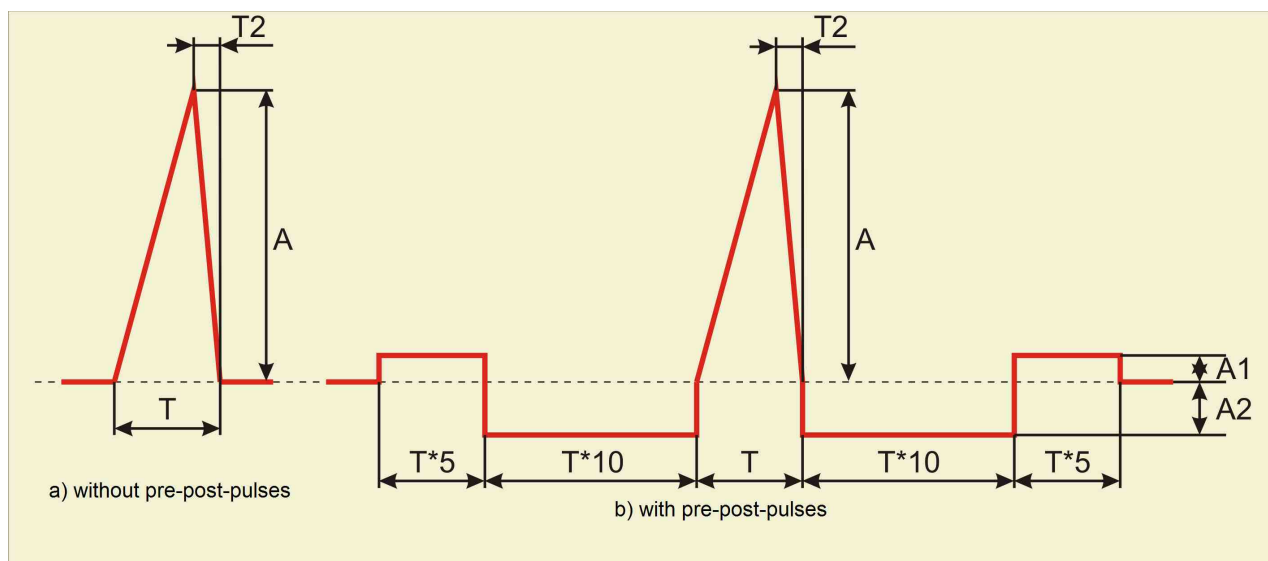 T2
A
T
a) without pre-post-pulses
T2
A
A1
A2
T*5
T*10
T
T*10
T*5
b) with pre-post-pulses